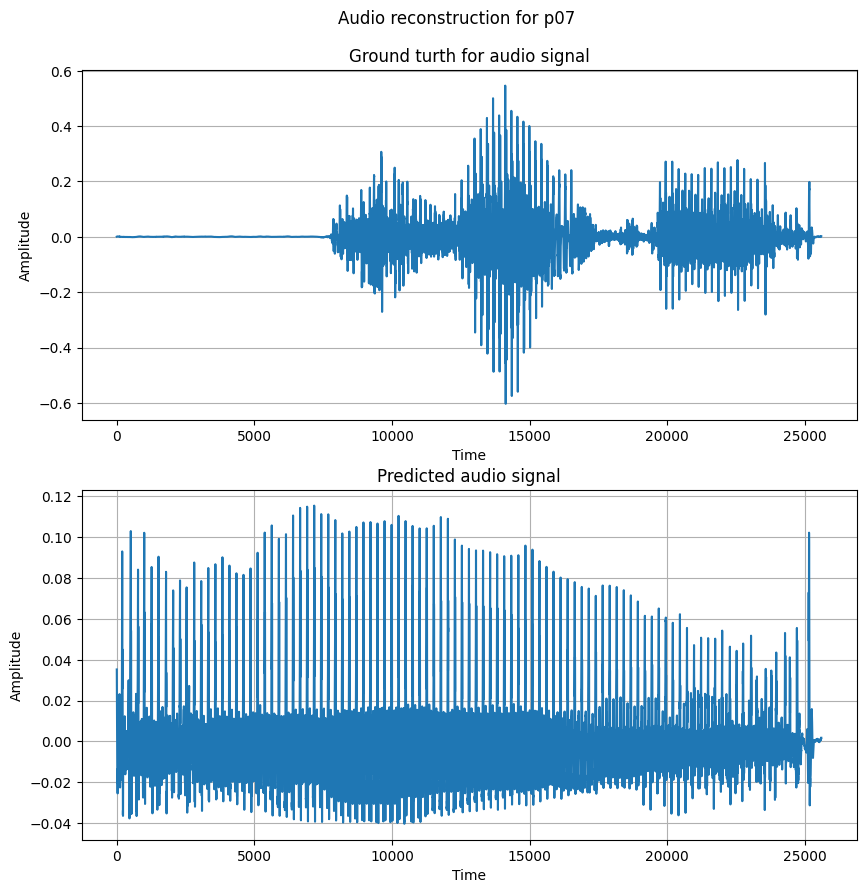 Audio reconstruction for p07
Ground turth for audio signal
0.6
0.4
0.2
0.0
−0.2
−0.4
−0.6
Amplitude
0 5000 10000 15000 20000 25000
Time
Predicted audio signal
0.12
0.10
0.08
0.06
0.04
0.02
0.00
−0.02
−0.04
Amplitude
0 5000 10000 15000 20000 25000
Time